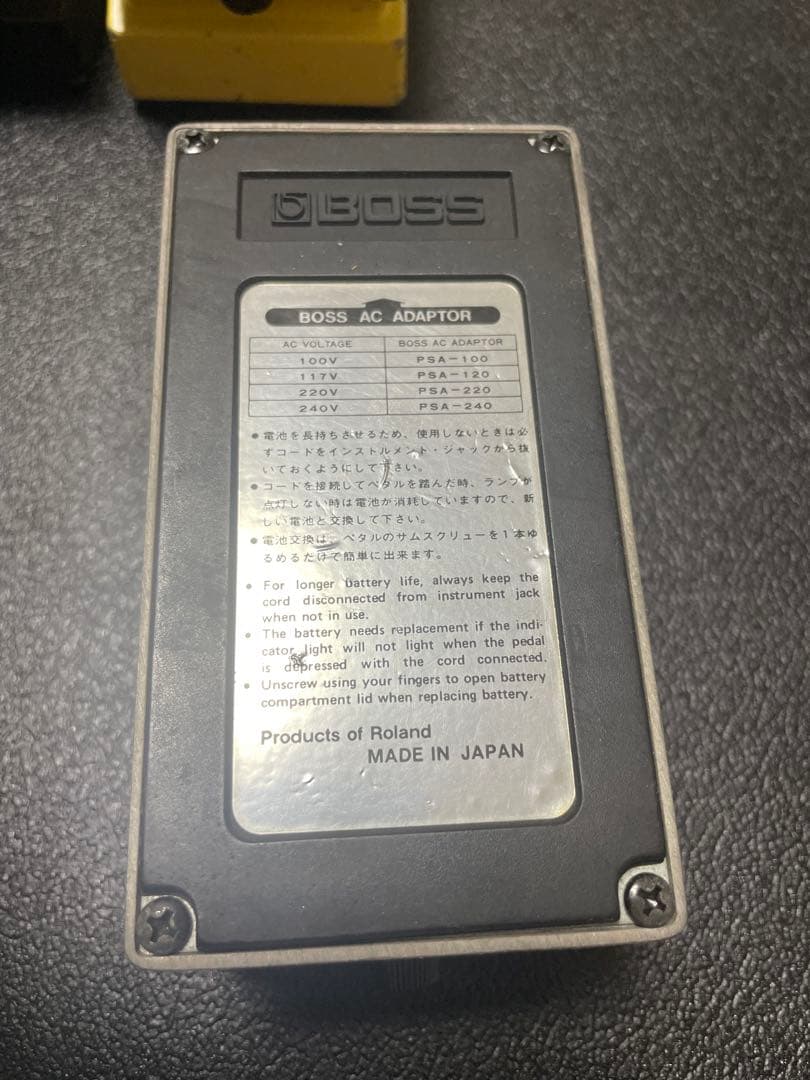 BOSS
BOSS AC ADAPTOR
AC VOLTAGE BOSS AC ADAPTOR
100V PSA-100
117V PSA-120
220V PSA-220
240V PSA-240
● 電池を長持ちさせるため、使用しないときは必
ずコードをインストルメント・ジャックから抜
いておくようにして下さい。
● コードを接続してペダルを踏んだ時、ランプが
点灯しない時は電池が消耗していますので、新
しい電池と交換して下さい。
● 電池交換は、ペタルのサムスクリューを1本ゆ
るめるだけで簡単に出来ます。
● For longer battery life, always keep the
cord disconnected from instrument jack
when not in use.
● The battery needs replacement if the indi-
cator light will not light when the pedal
is depressed with the cord connected.
● Unscrew using your fingers to open battery
compartment lid when replacing battery.
Products of Roland
MADE IN JAPAN